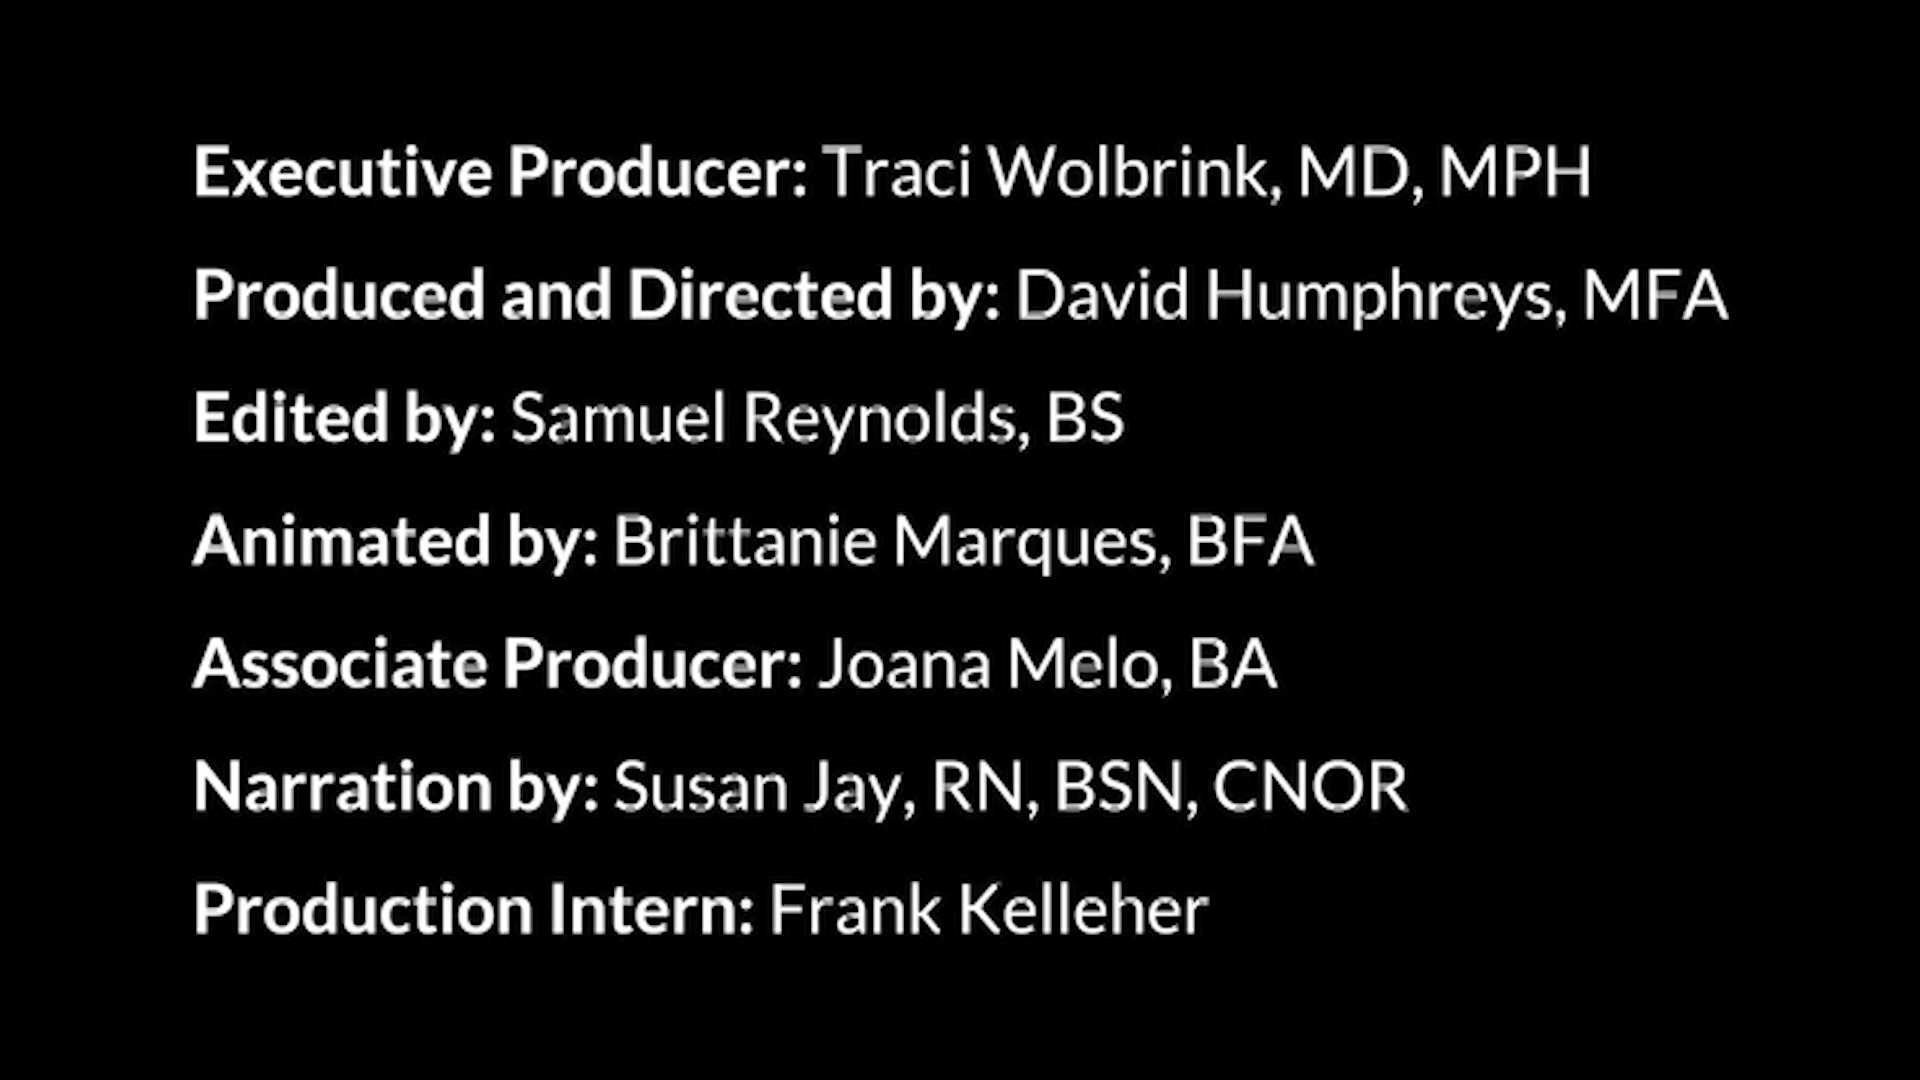 Executive Producer: Traci Wolbrink, MD, MPH
Produced and Directed by: David Humphreys, MFA
Edited by: Samuel Reynolds, BS
Animated by: Brittanie Marques, BFA
Associate Producer: Joana Melo, BA
Narration by: Susan Jay, RN, BSN, CNOR
Production Intern: Frank Kelleher